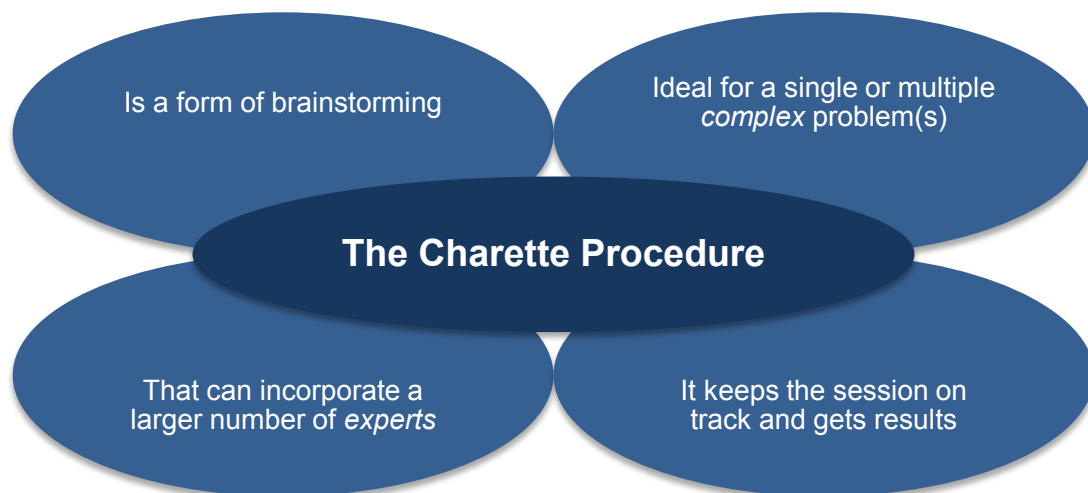 Is a form of brainstorming
Ideal for a single or multiple
complex problem(s)
The Charette Procedure
That can incorporate a
larger number of experts
It keeps the session on
track and gets results